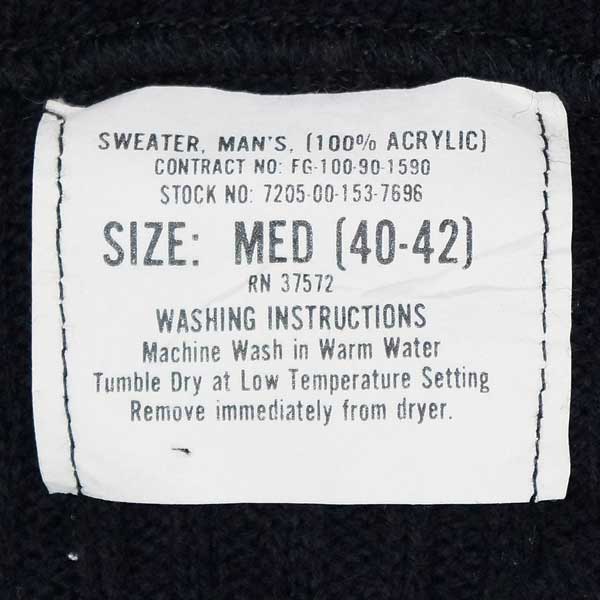 SWEATER, MAN'S, (100% ACRYLIC)
CONTRACT NO: FG-100-90-1590
STOCK NO: 7205-00-153-7696
SIZE: MED (40-42)
RN 37572
WASHING INSTRUCTIONS
Machine Wash in Warm Water
Tumble Dry at Low Temperature Setting
Remove immediately from dryer.